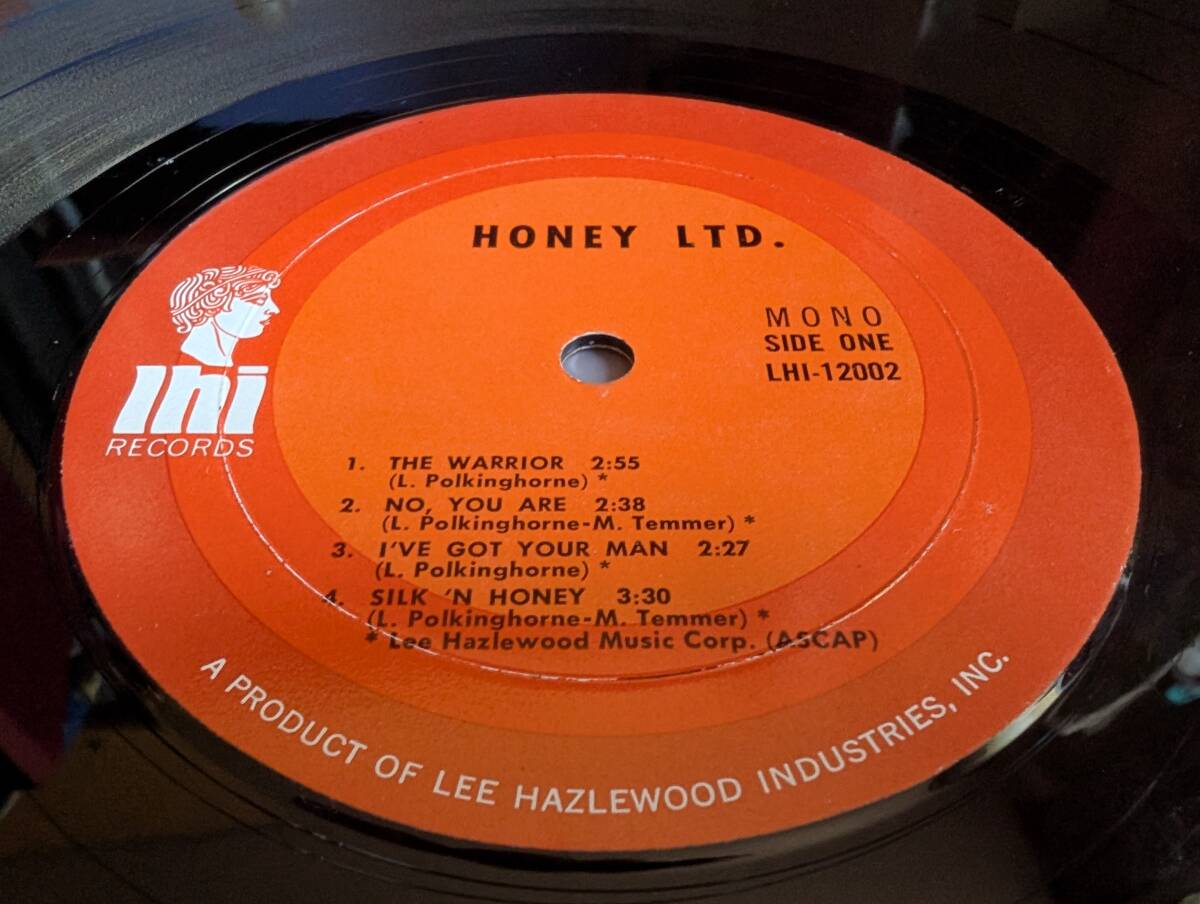 HONEY LTD.
MONO
SIDE ONE
LHI-12002
lhi
RECORDS
1. THE WARRIOR 2:55
(L. Polkinghorne) *
2. NO, YOU ARE 2:38
(L. Polkinghorne-M. Temmer) *
3. I'VE GOT YOUR MAN 2:27
(L. Polkinghorne) *
4. SILK 'N HONEY 3:30
(L. Polkinghorne-M. Temmer) *
* Lee Hazlewood Music Corp. (ASCAP)
A PRODUCT OF LEE HAZLEWOOD INDUSTRIES, INC.